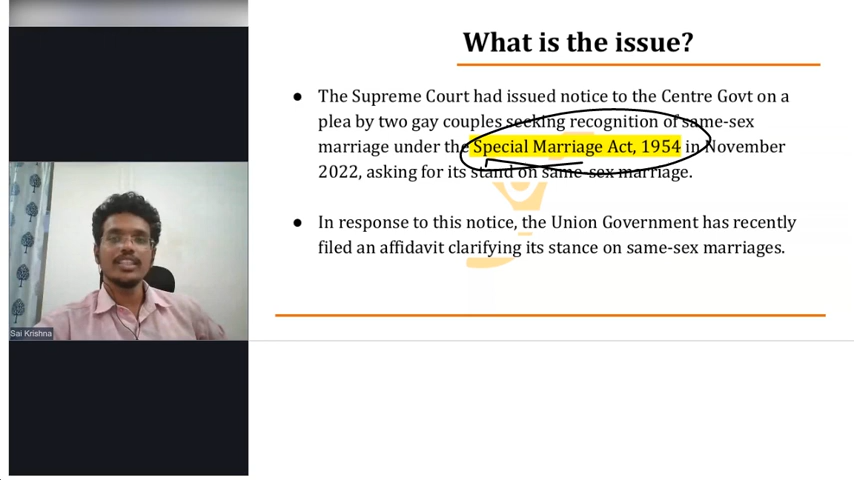 What is the issue?
● The Supreme Court had issued notice to the Centre Govt on a
plea by two gay couples seeking recognition of same-sex
marriage under the Special Marriage Act, 1954 in November
2022, asking for its stand on same-sex marriage.
● In response to this notice, the Union Government has recently
filed an affidavit clarifying its stance on same-sex marriages.
Sai Krishna